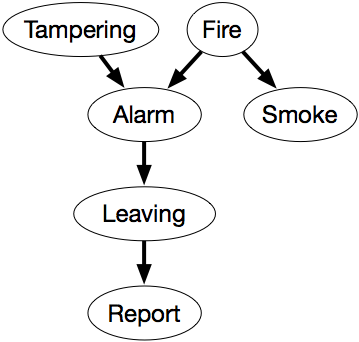 Tampering
Fire
Alarm
Smoke
Leaving
Report